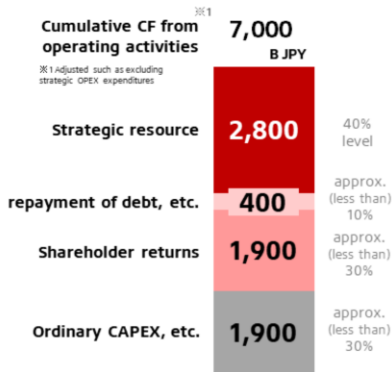 ※1
Cumulative CF from
operating activities
7,000
B JPY
※1 Adjusted such as excluding
strategic OPEX expenditures
Strategic resource
2,800
40%
level
repayment of debt, etc.
400
approx.
(less than)
10%
Shareholder returns
1,900
approx.
(less than)
30%
Ordinary CAPEX, etc.
1,900
approx.
(less than)
30%